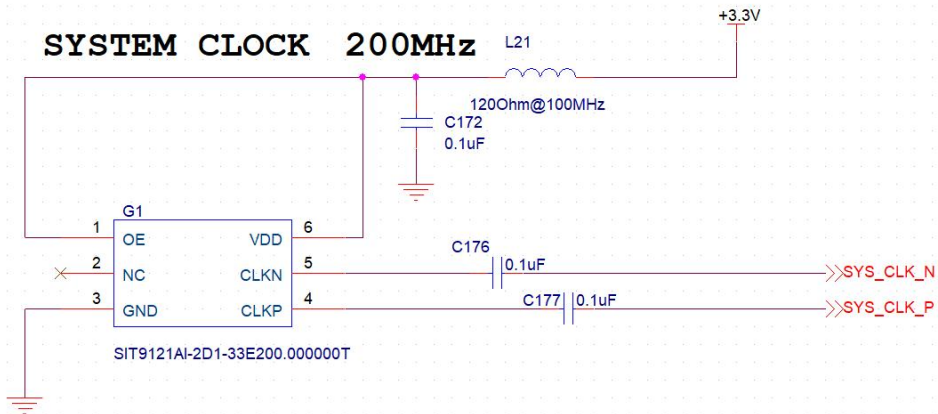 +3.3V
SYSTEM CLOCK 200MHz
L21
120Ohm@100MHz
C172
0.1uF
G1
1 OE VDD 6
2 NC CLKN 5
3 GND CLKP 4
SIT9121AI-2D1-33E200.000000T
C176
0.1uF
SYS_CLK_N
C177 0.1uF
SYS_CLK_P